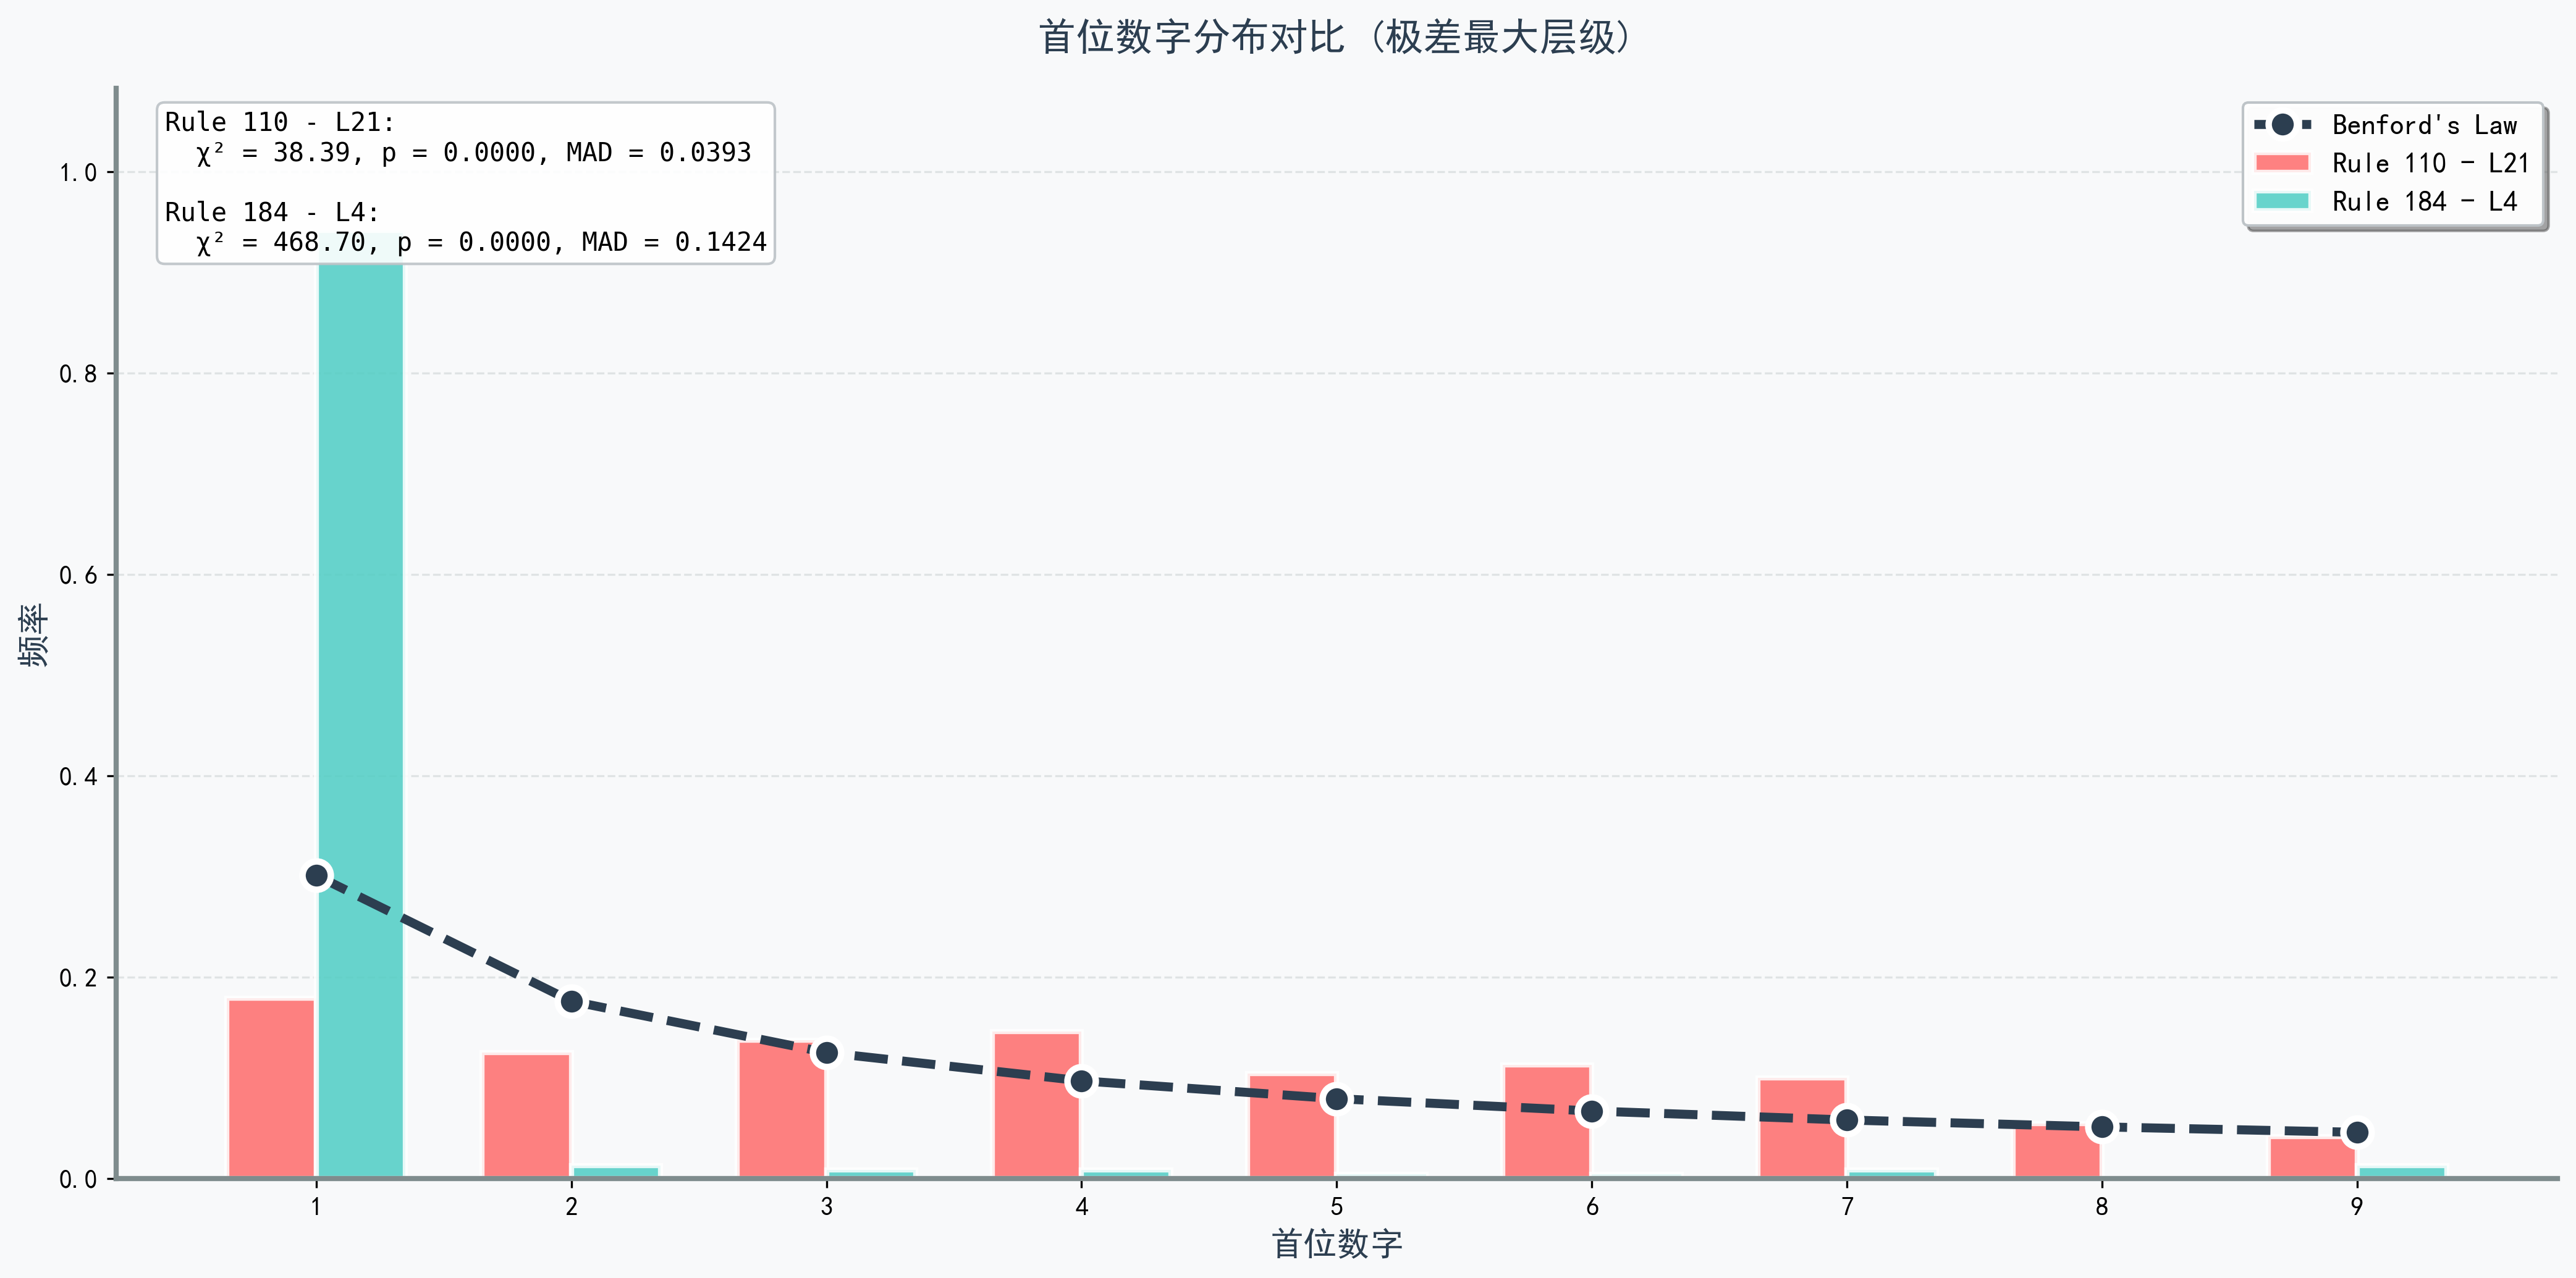 首位数字分布对比 (极差最大层级)
Rule 110 - L21:
χ² = 38.39, p = 0.0000, MAD = 0.0393
Rule 184 - L4:
χ² = 468.70, p = 0.0000, MAD = 0.1424
Benford's Law
Rule 110 - L21
Rule 184 - L4
频率
1.0
0.8
0.6
0.4
0.2
0.0
1 2 3 4 5 6 7 8 9
首位数字